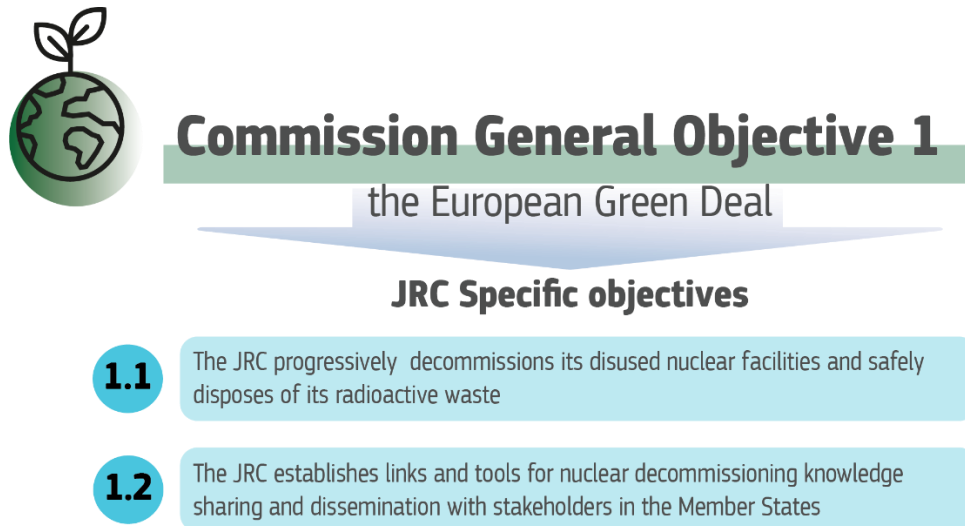 Commission General Objective 1
the European Green Deal
JRC Specific objectives
1.1
The JRC progressively decommissions its disused nuclear facilities and safely
disposes of its radioactive waste
1.2
The JRC establishes links and tools for nuclear decommissioning knowledge
sharing and dissemination with stakeholders in the Member States